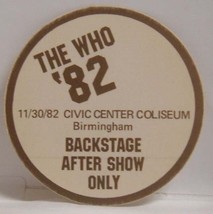 THE WHO
'82
11/30/82 CIVIC CENTER COLISEUM
Birmingham
BACKSTAGE
AFTER SHOW
ONLY